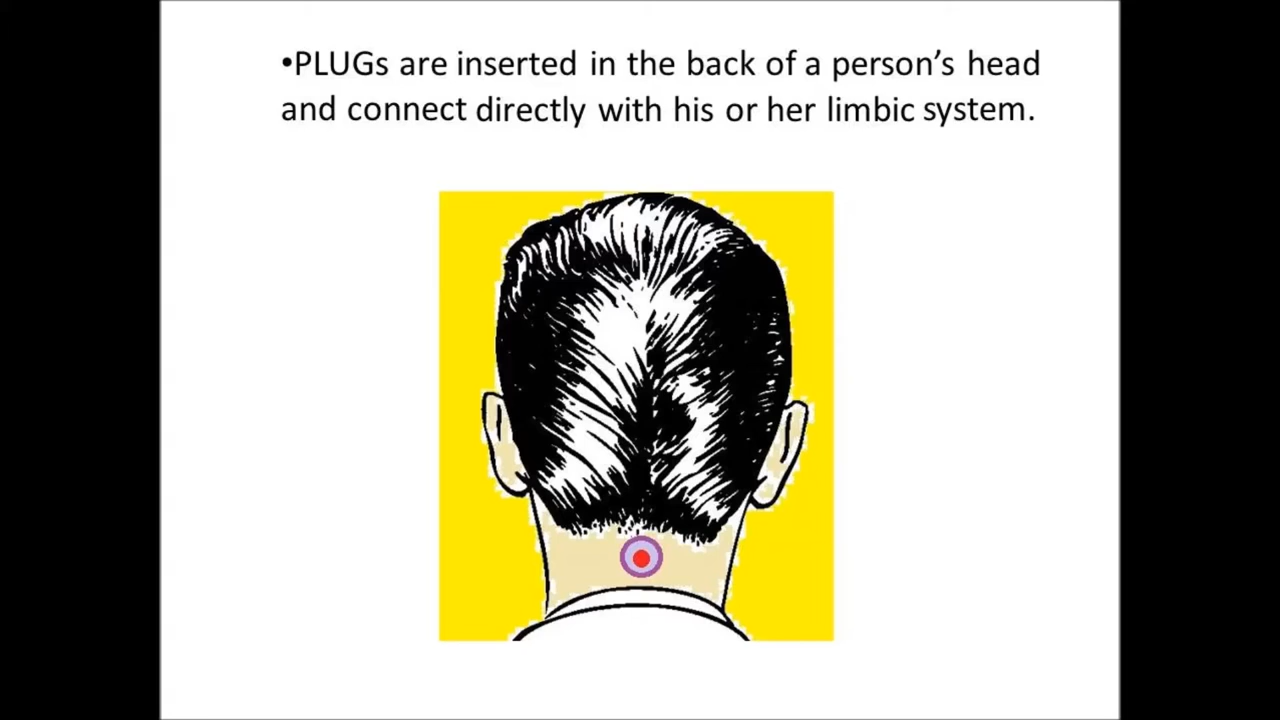 •PLUGs are inserted in the back of a person’s head
and connect directly with his or her limbic system.